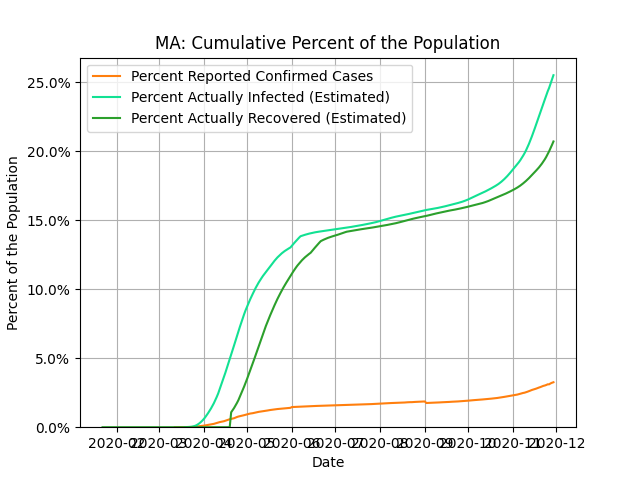 MA: Cumulative Percent of the Population
Percent Reported Confirmed Cases
Percent Actually Infected (Estimated)
Percent Actually Recovered (Estimated)
25.0%
20.0%
15.0%
10.0%
5.0%
0.0%
Percent of the Population
2020-02 2020-03 2020-04 2020-05 2020-06 2020-07 2020-08 2020-09 2020-10 2020-11 2020-12
Date